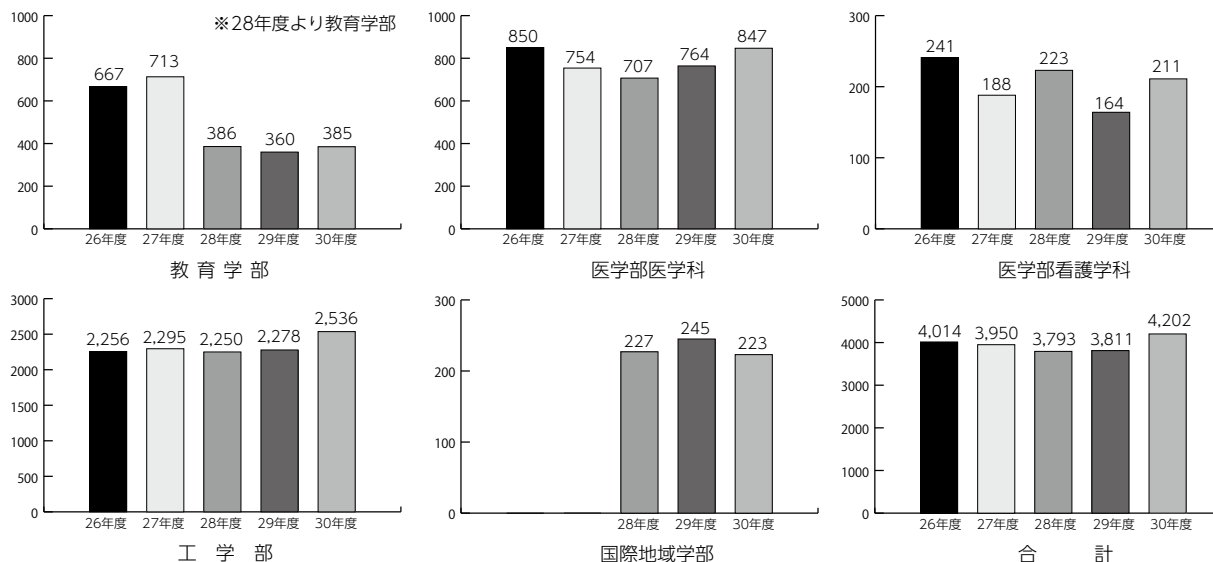 ※28年度より教育学部
1000
800
600
400
200
0
667
713
386
360
385
26年度
27年度
28年度
29年度
30年度
教育学部
1000
800
600
400
200
0
850
754
707
764
847
26年度
27年度
28年度
29年度
30年度
医学部医学科
300
200
100
0
241
188
223
164
211
26年度
27年度
28年度
29年度
30年度
医学部看護学科
3000
2500
2000
1500
1000
500
0
2,256
2,295
2,250
2,278
2,536
26年度
27年度
28年度
29年度
30年度
工学部
300
200
100
0
227
245
223
28年度
29年度
30年度
国際地域学部
5000
4000
3000
2000
1000
0
4,014
3,950
3,793
3,811
4,202
26年度
27年度
28年度
29年度
30年度
合計